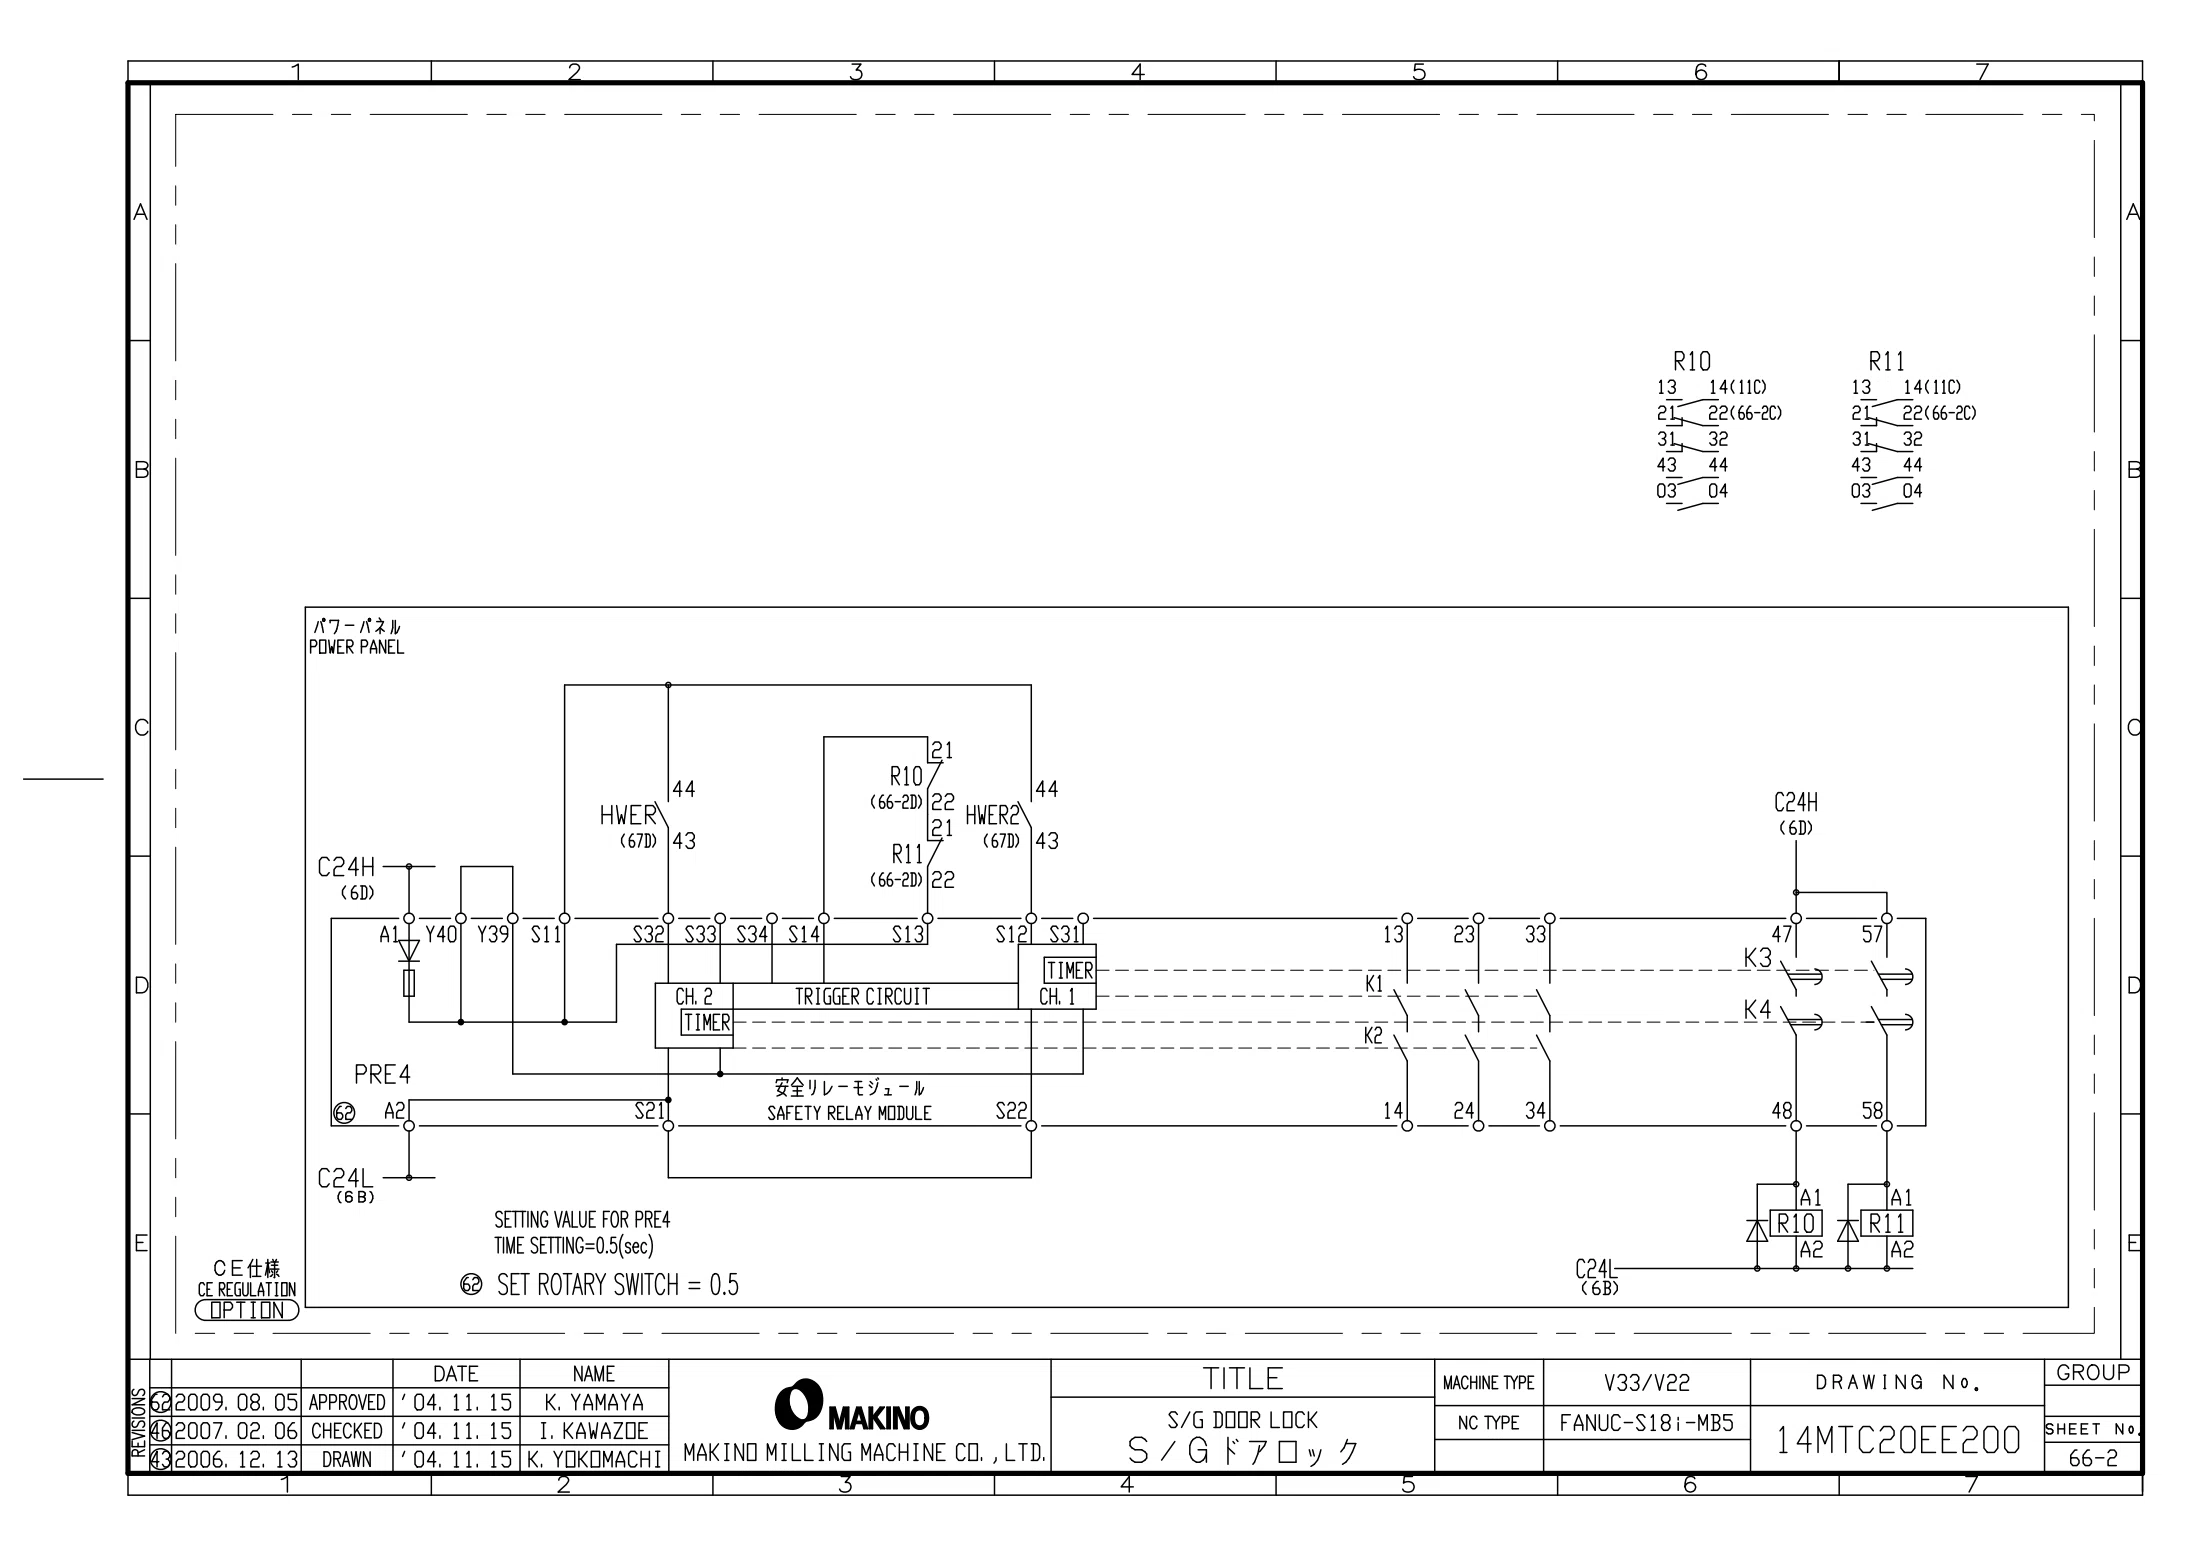 1 2 3 4 5 6 7
A A
R10 R11
13 14(11C) 13 14(11C)
21 22(66-2C) 21 22(66-2C)
31 32 31 32
B B
43 44 43 44
03 04 03 04
パワーパネル
POWER PANEL
C C
21
R10
(66-2D) 22
44 44
HWER HWER2
(67D) 43 (67D) 43
21
R11
(66-2D) 22
C24H
(6D)
C24H
(6D)
A1 Y40 Y39 S11 S32 S33 S34 S14 S13 S12 S31 13 23 33 47 57
K3
TIMER
D D
CH. 2 TRIGGER CIRCUIT CH. 1 K1
K4
TIMER
K2
PRE4
安全リレーモジュール
62 A2 S21 SAFETY RELAY MODULE S22 14 24 34 48 58
C24L
(6B)
A1 A1
R10 R11
A2 A2
C24L
(6B)
SETTING VALUE FOR PRE4
TIME SETTING=0.5(sec)
62 SET ROTARY SWITCH = 0.5
E E
CE仕様
CE REGULATION
OPTION
REVISIONS
DATE NAME
62 2009. 08. 05 APPROVED '04. 11. 15 K. YAMAYA
46 2007. 02. 06 CHECKED '04. 11. 15 I. KAWAZOE
43 2006. 12. 13 DRAWN '04. 11. 15 K. YOKOMACHI
MAKINO
MAKINO MILLING MACHINE CO., LTD.
TITLE
S/G DOOR LOCK
S/Gドアロック
MACHINE TYPE V33/V22
NC TYPE FANUC-S18i-MB5
DRAWING No.
14MTC20EE200
GROUP
SHEET No.
66-2
1 2 3 4 5 6 7